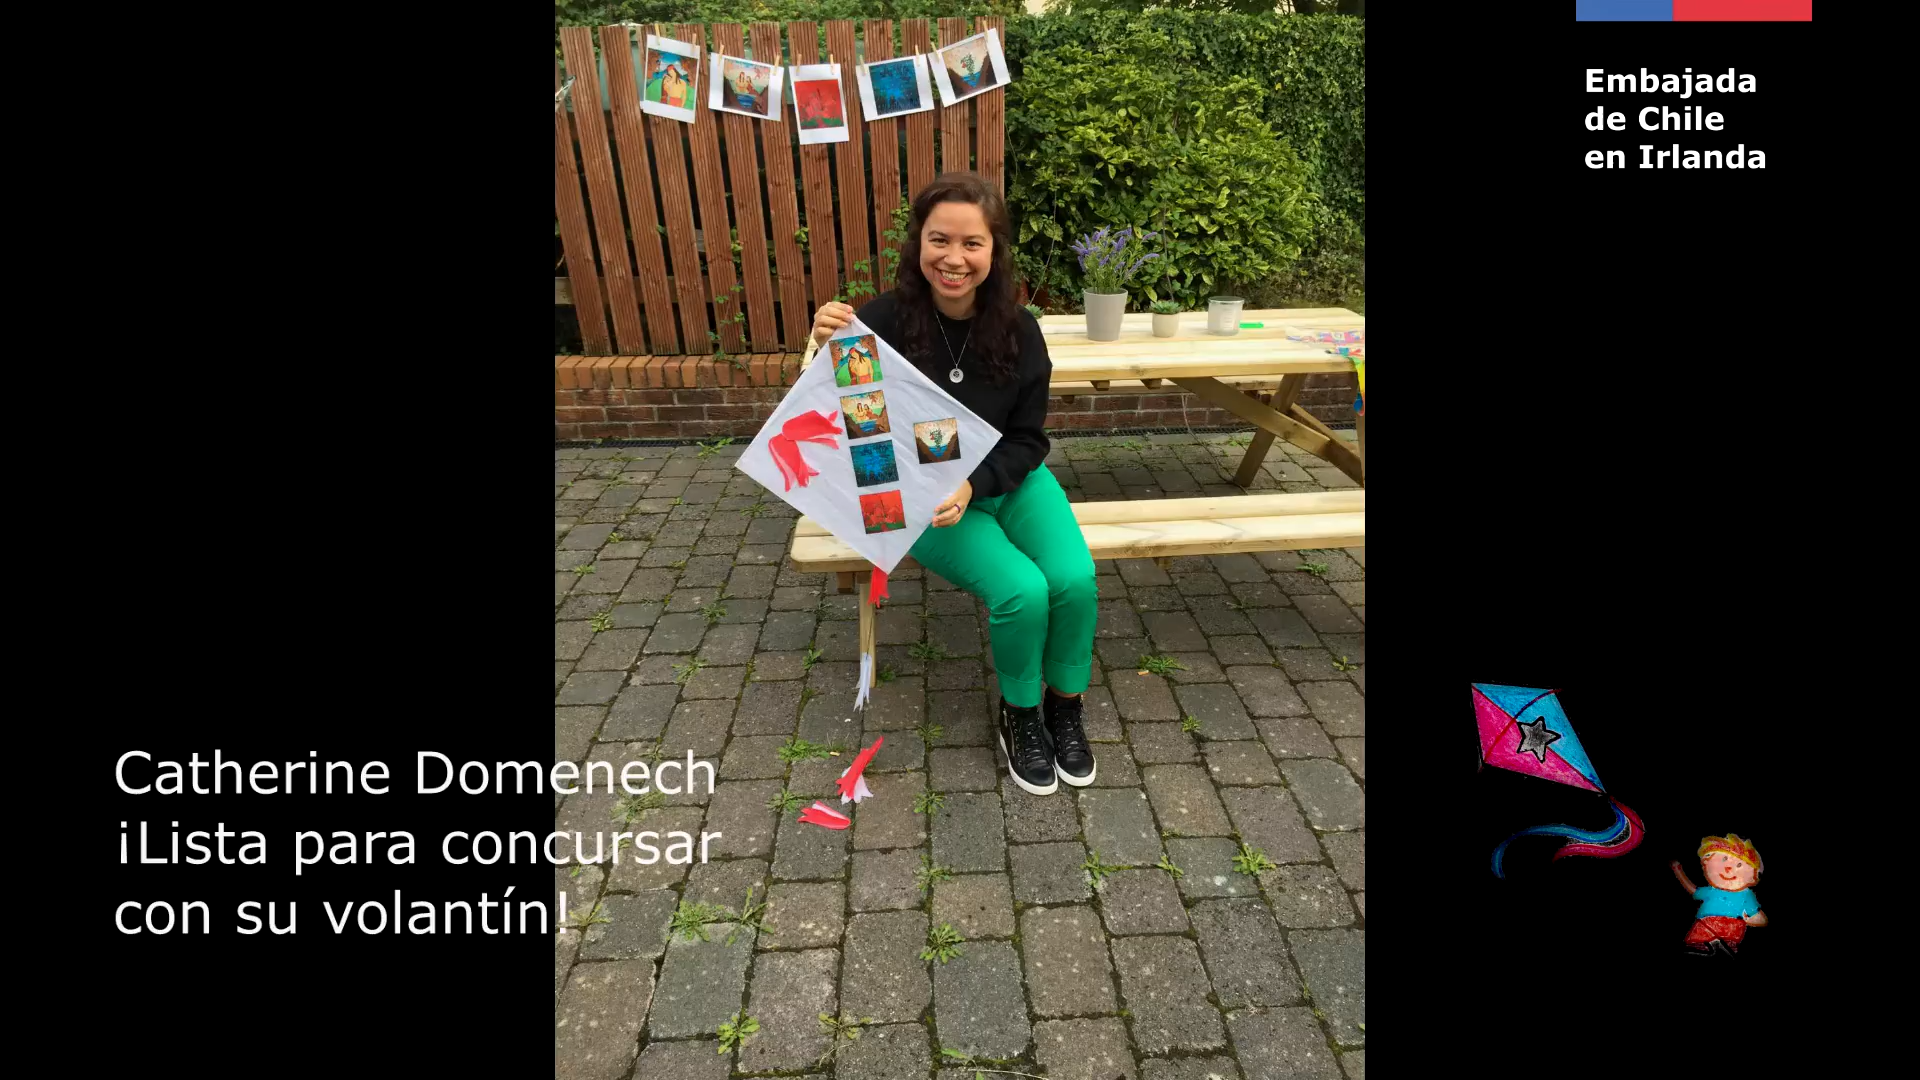 Embajada
de Chile
en Irlanda
Catherine Domenech
¡Lista para concursar
con su volantín!